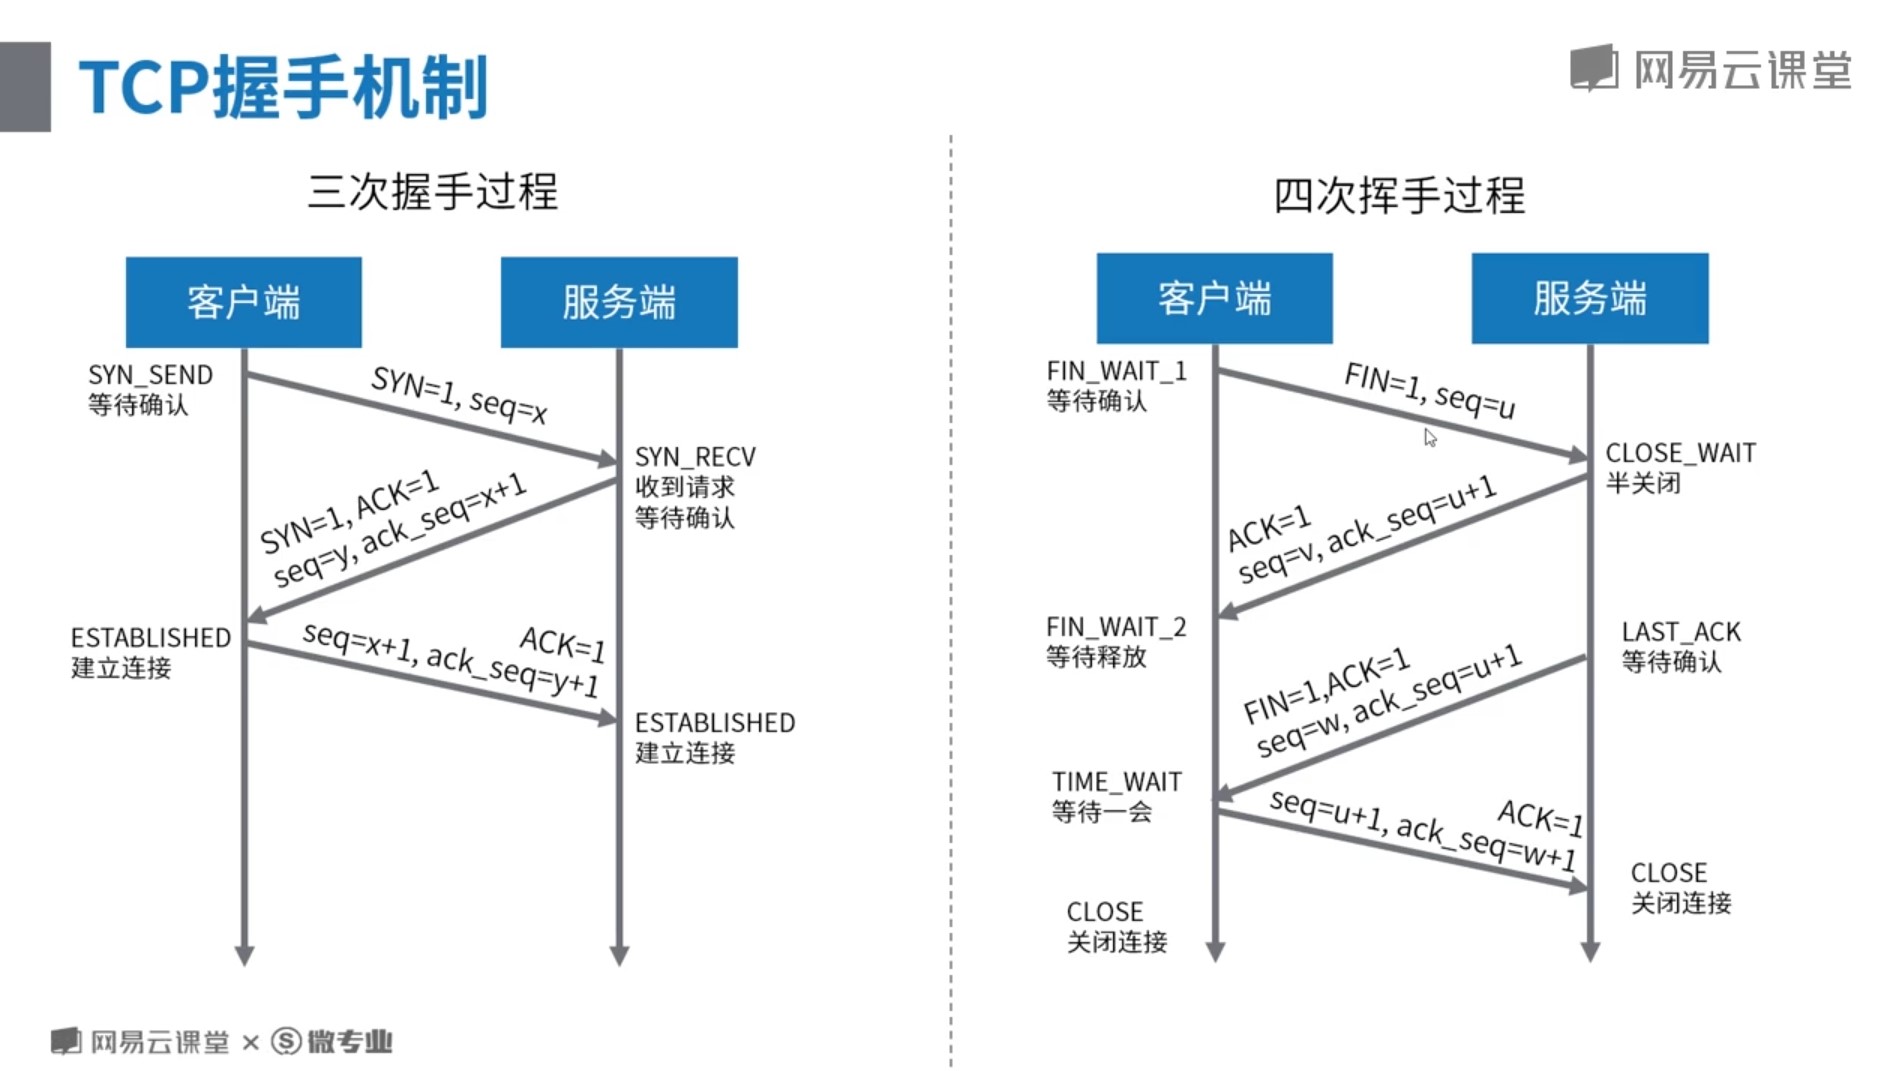 TCP握手机制
网易云课堂
三次握手过程
客户端
服务端
SYN_SEND
等待确认
SYN=1, seq=x
SYN_RECV
收到请求
等待确认
SYN=1, ACK=1
seq=y, ack_seq=x+1
ESTABLISHED
建立连接
ACK=1
seq=x+1, ack_seq=y+1
ESTABLISHED
建立连接
四次挥手过程
客户端
服务端
FIN_WAIT_1
等待确认
FIN=1, seq=u
CLOSE_WAIT
半关闭
ACK=1
seq=v, ack_seq=u+1
FIN_WAIT_2
等待释放
LAST_ACK
等待确认
FIN=1,ACK=1
seq=w, ack_seq=u+1
TIME_WAIT
等待一会
ACK=1
seq=u+1, ack_seq=w+1
CLOSE
关闭连接
CLOSE
关闭连接
网易云课堂 × 微专业